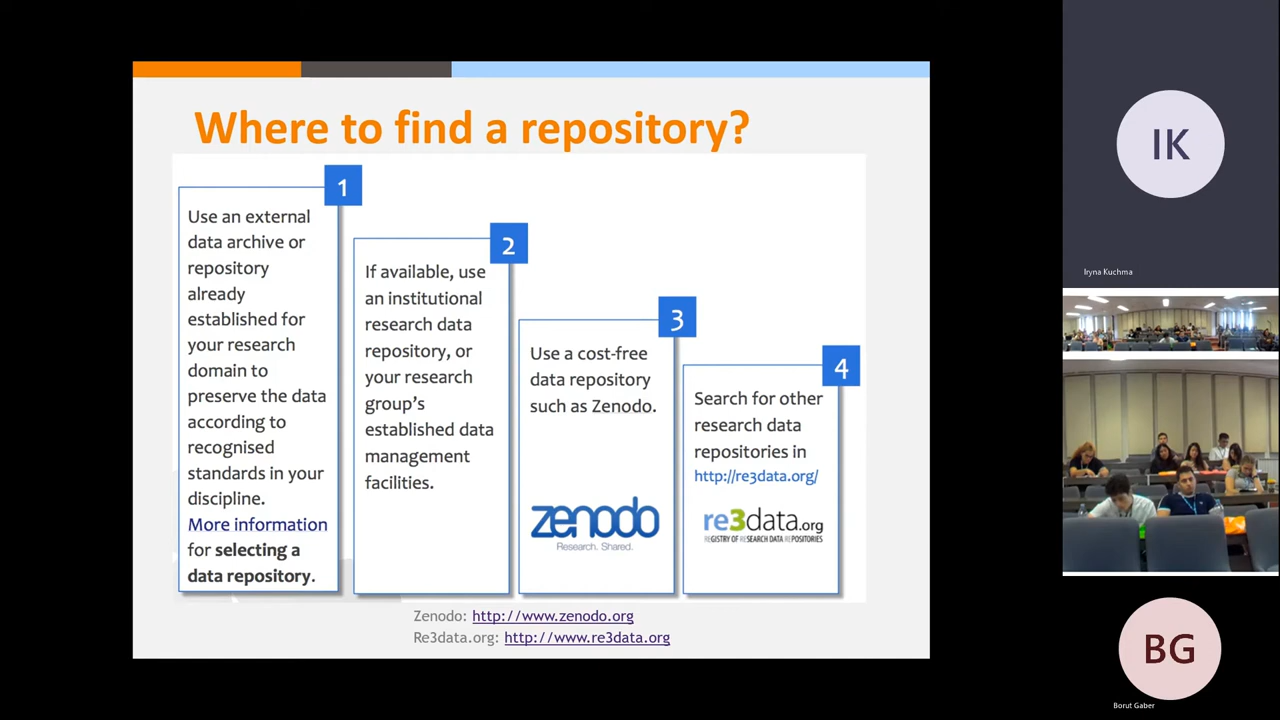 Where to find a repository?
1
Use an external
data archive or
repository
already
established for
your research
domain to
preserve the data
according to
recognised
standards in your
discipline.
More information
for selecting a
data repository.
2
If available, use
an institutional
research data
repository, or
your research
group's
established data
management
facilities.
3
Use a cost-free
data repository
such as Zenodo.
zenodo
Research. Shared.
4
Search for other
research data
repositories in
http://re3data.org/
re3data.org
REGISTRY OF RESEARCH DATA REPOSITORIES
Zenodo: http://www.zenodo.org
Re3data.org: http://www.re3data.org
IK
Iryna Kuchma
BG
Borut Gaber